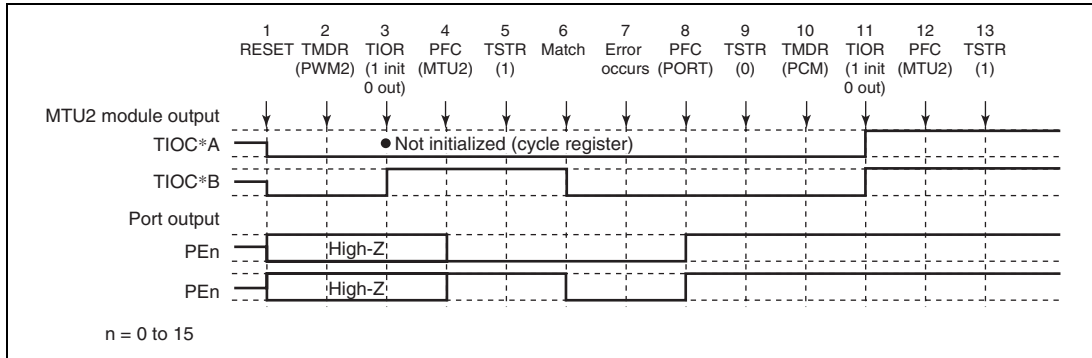 1 2 3 4 5 6 7 8 9 10 11 12 13
RESET TMDR TIOR PFC TSTR Match Error PFC TSTR TMDR TIOR PFC TSTR
(PWM2) (1 init (MTU2) (1) occurs (PORT) (0) (PCM) (1 init (MTU2) (1)
0 out) 0 out)
MTU2 module output
TIOC*A
● Not initialized (cycle register)
TIOC*B
Port output
PEn High-Z
PEn High-Z
n = 0 to 15